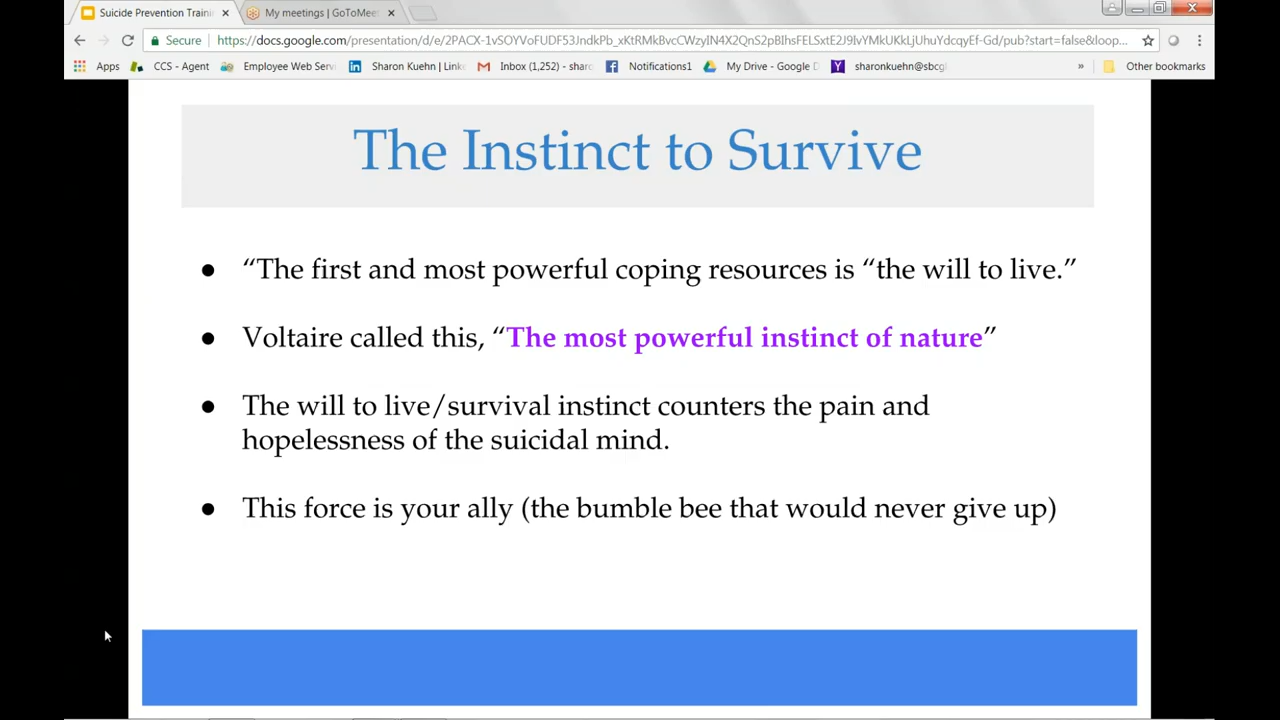 Suicide Prevention Traini
My meetings | GoToMee
Secure https://docs.google.com/presentation/d/e/2PACX-1vSOYVoFUDF53JndkPb_xKtRMkBvcCWzyIN4X2QnS2pBIhsFELSxtE2J9IvYMkUKkLjUhuYdcqyEf-Gd/pub?start=false&loop...
Apps CCS - Agent Employee Web Servi Sharon Kuehn | Linke Inbox (1,252) - sharo Notifications1 My Drive - Google D sharonkuehn@sbcgl » Other bookmarks
The Instinct to Survive
● “The first and most powerful coping resources is “the will to live.”
● Voltaire called this, “The most powerful instinct of nature”
● The will to live/survival instinct counters the pain and
hopelessness of the suicidal mind.
● This force is your ally (the bumble bee that would never give up)